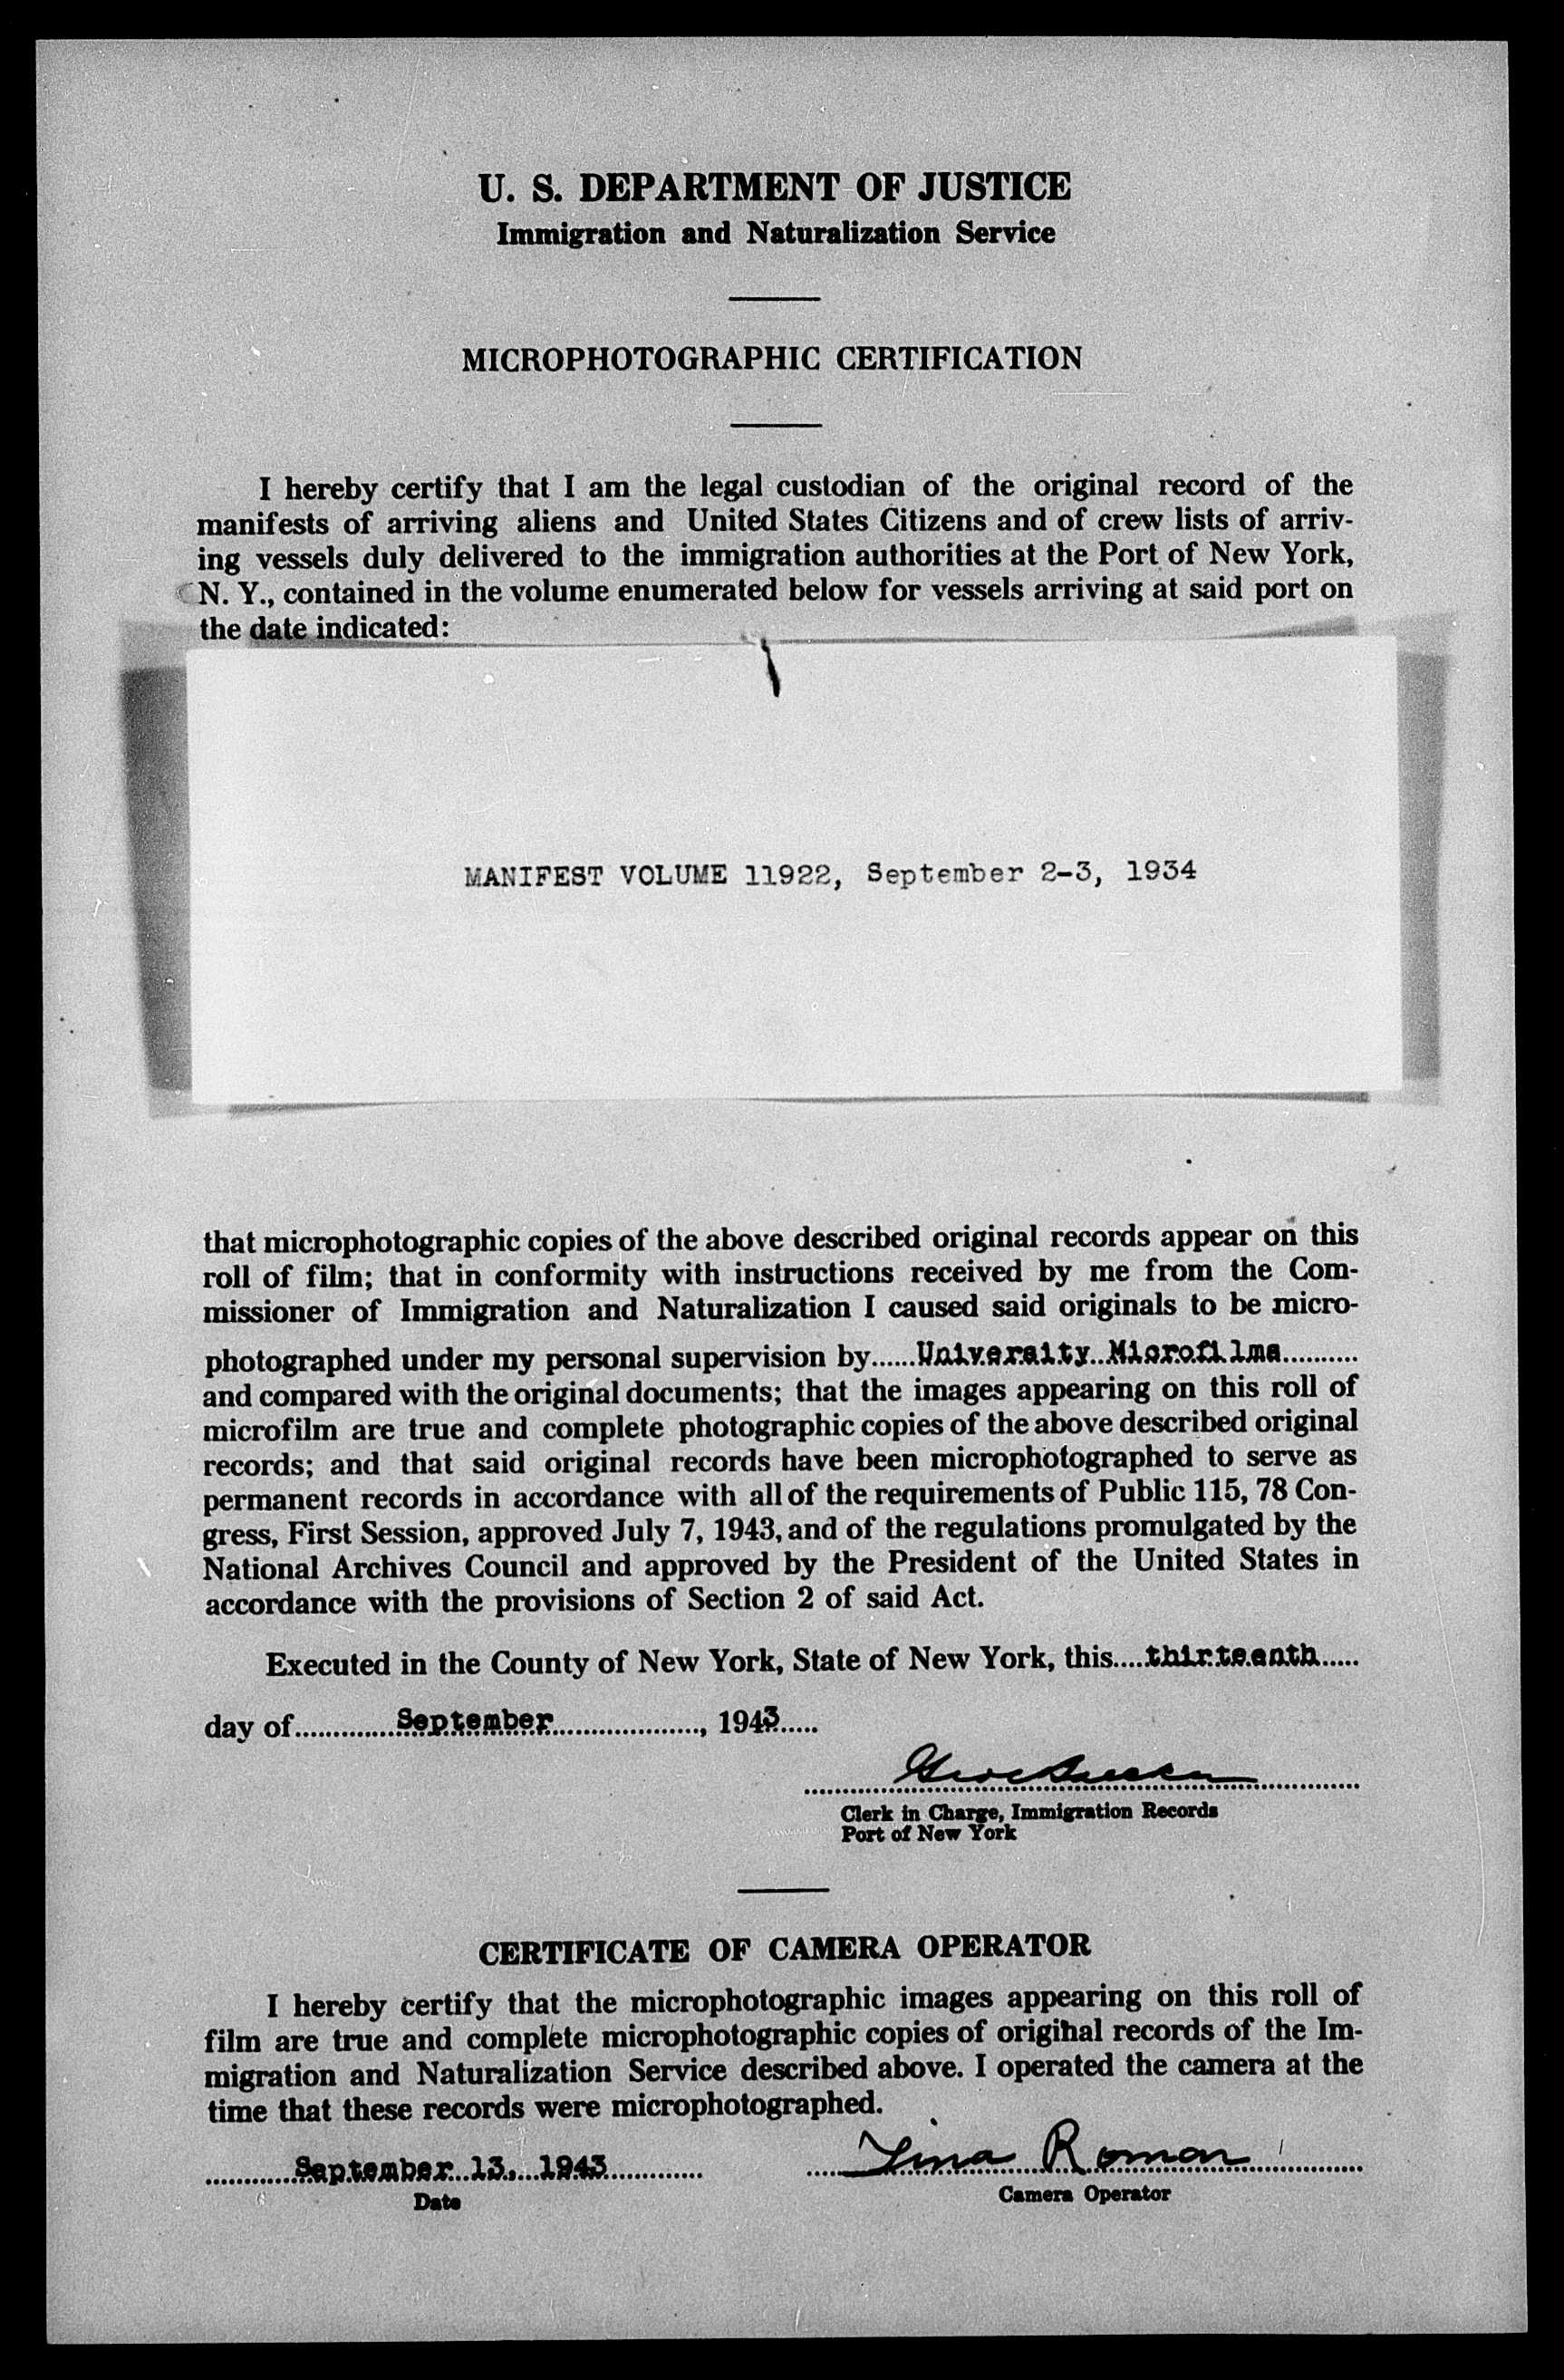 U. S. DEPARTMENT OF JUSTICE
Immigration and Naturalization Service
MICROPHOTOGRAPHIC CERTIFICATION
I hereby certify that I am the legal custodian of the original record of the
manifests of arriving aliens and United States Citizens and of crew lists of arriv-
ing vessels duly delivered to the immigration authorities at the Port of New York,
N. Y., contained in the volume enumerated below for vessels arriving at said port on
the date indicated:
MANIFEST VOLUME 11922, September 2-3, 1934
that microphotographic copies of the above described original records appear on this
roll of film; that in conformity with instructions received by me from the Com-
missioner of Immigration and Naturalization I caused said originals to be micro-
photographed under my personal supervision by......University Microfilms..........
and compared with the original documents; that the images appearing on this roll of
microfilm are true and complete photographic copies of the above described original
records; and that said original records have been microphotographed to serve as
permanent records in accordance with all of the requirements of Public 115, 78 Con-
gress, First Session, approved July 7, 1943, and of the regulations promulgated by the
National Archives Council and approved by the President of the United States in
accordance with the provisions of Section 2 of said Act.
Executed in the County of New York, State of New York, this.....thirteenth.....
day of..............September...................., 1943.....
Clerk in Charge, Immigration Records
Port of New York
CERTIFICATE OF CAMERA OPERATOR
I hereby certify that the microphotographic images appearing on this roll of
film are true and complete microphotographic copies of original records of the Im-
migration and Naturalization Service described above. I operated the camera at the
time that these records were microphotographed.
............September 13, 1943............. Tina Roman
Date Camera Operator